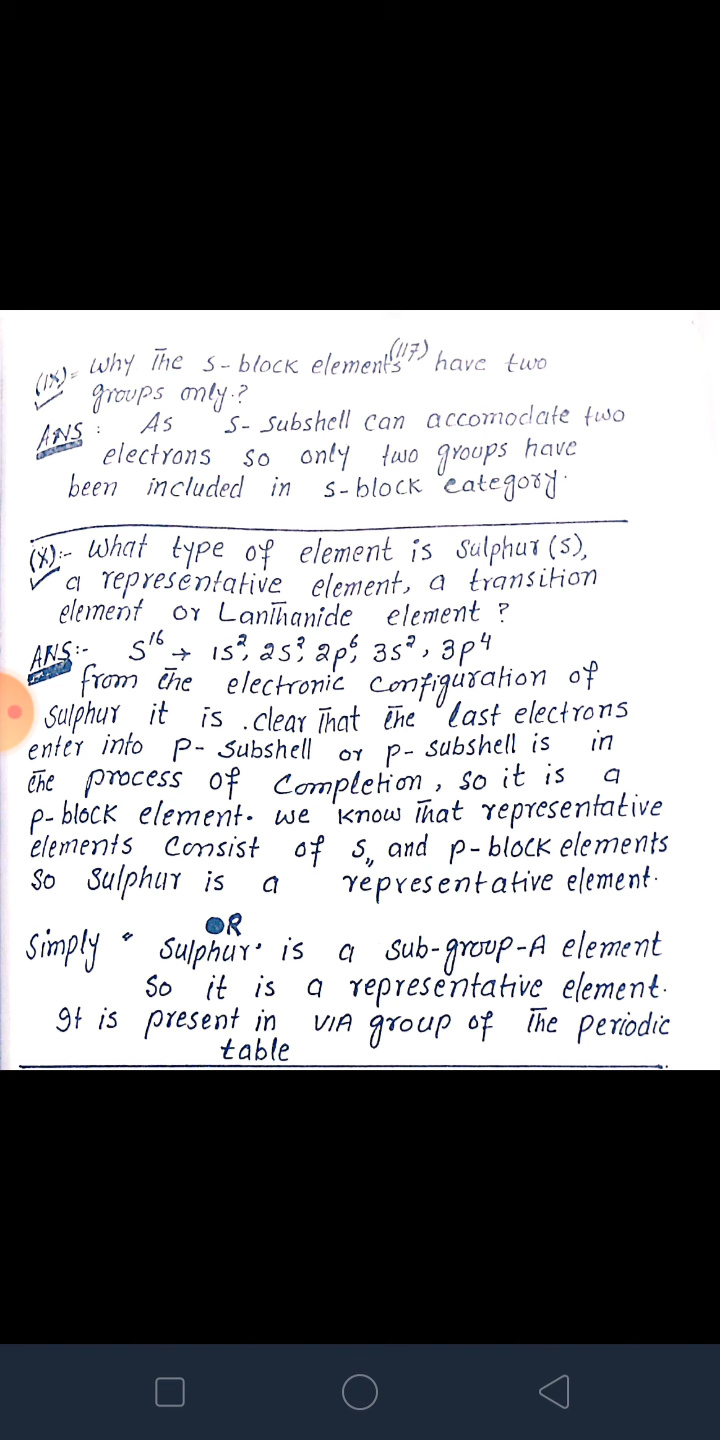 (117)
(ix)= Why The s-block elements have two
groups only.?
ANS : As s-subshell can accomodate two
electrons so only two groups have
been included in s-block category.
(x):- What type of element is Sulphur (s),
a representative element, a transition
element or Lanthanide element ?
ANS:- S¹⁶ → 1s², 2s², 2p⁶, 3s², 3p⁴
from the electronic configuration of
Sulphur it is clear that the last electrons
enter into P-subshell or p-subshell is in
the process of completion, so it is a
p-block element. we know that representative
elements consist of s,, and p-block elements
So Sulphur is a representative element.
OR
Simply " Sulphur is a sub-group-A element
So it is a representative element.
It is present in VIA group of The Periodic
table